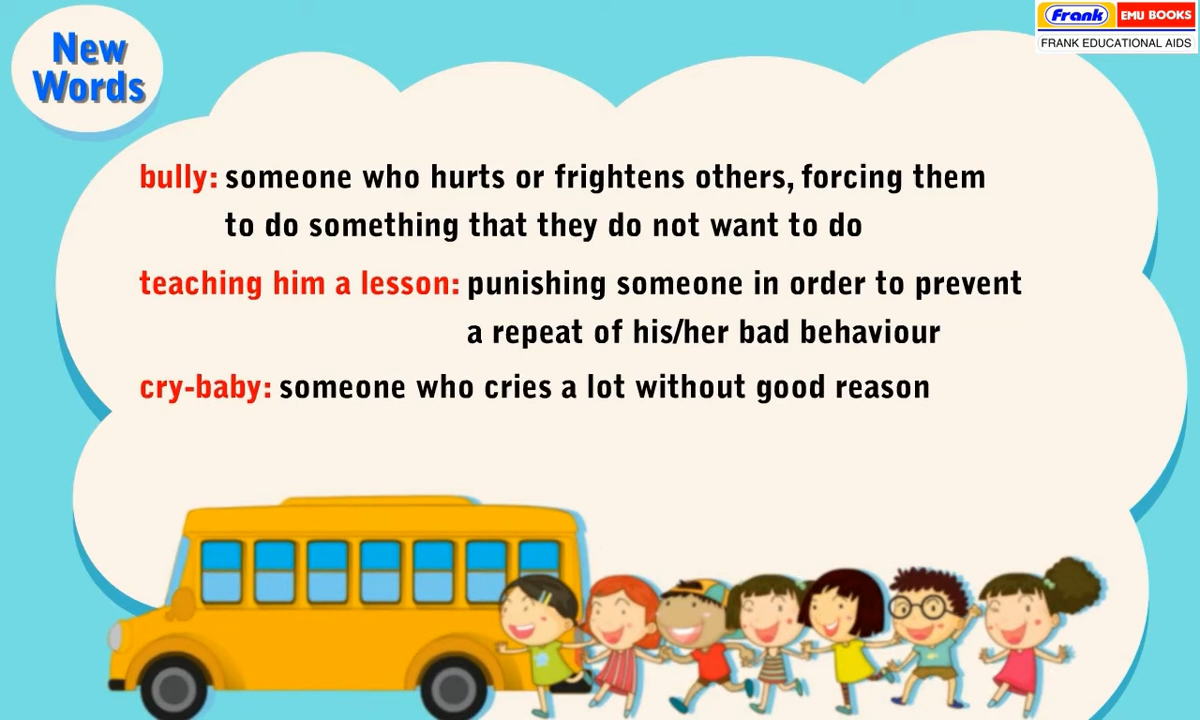 New
Words
Frank EMU BOOKS
FRANK EDUCATIONAL AIDS
bully: someone who hurts or frightens others, forcing them
to do something that they do not want to do
teaching him a lesson: punishing someone in order to prevent
a repeat of his/her bad behaviour
cry-baby: someone who cries a lot without good reason